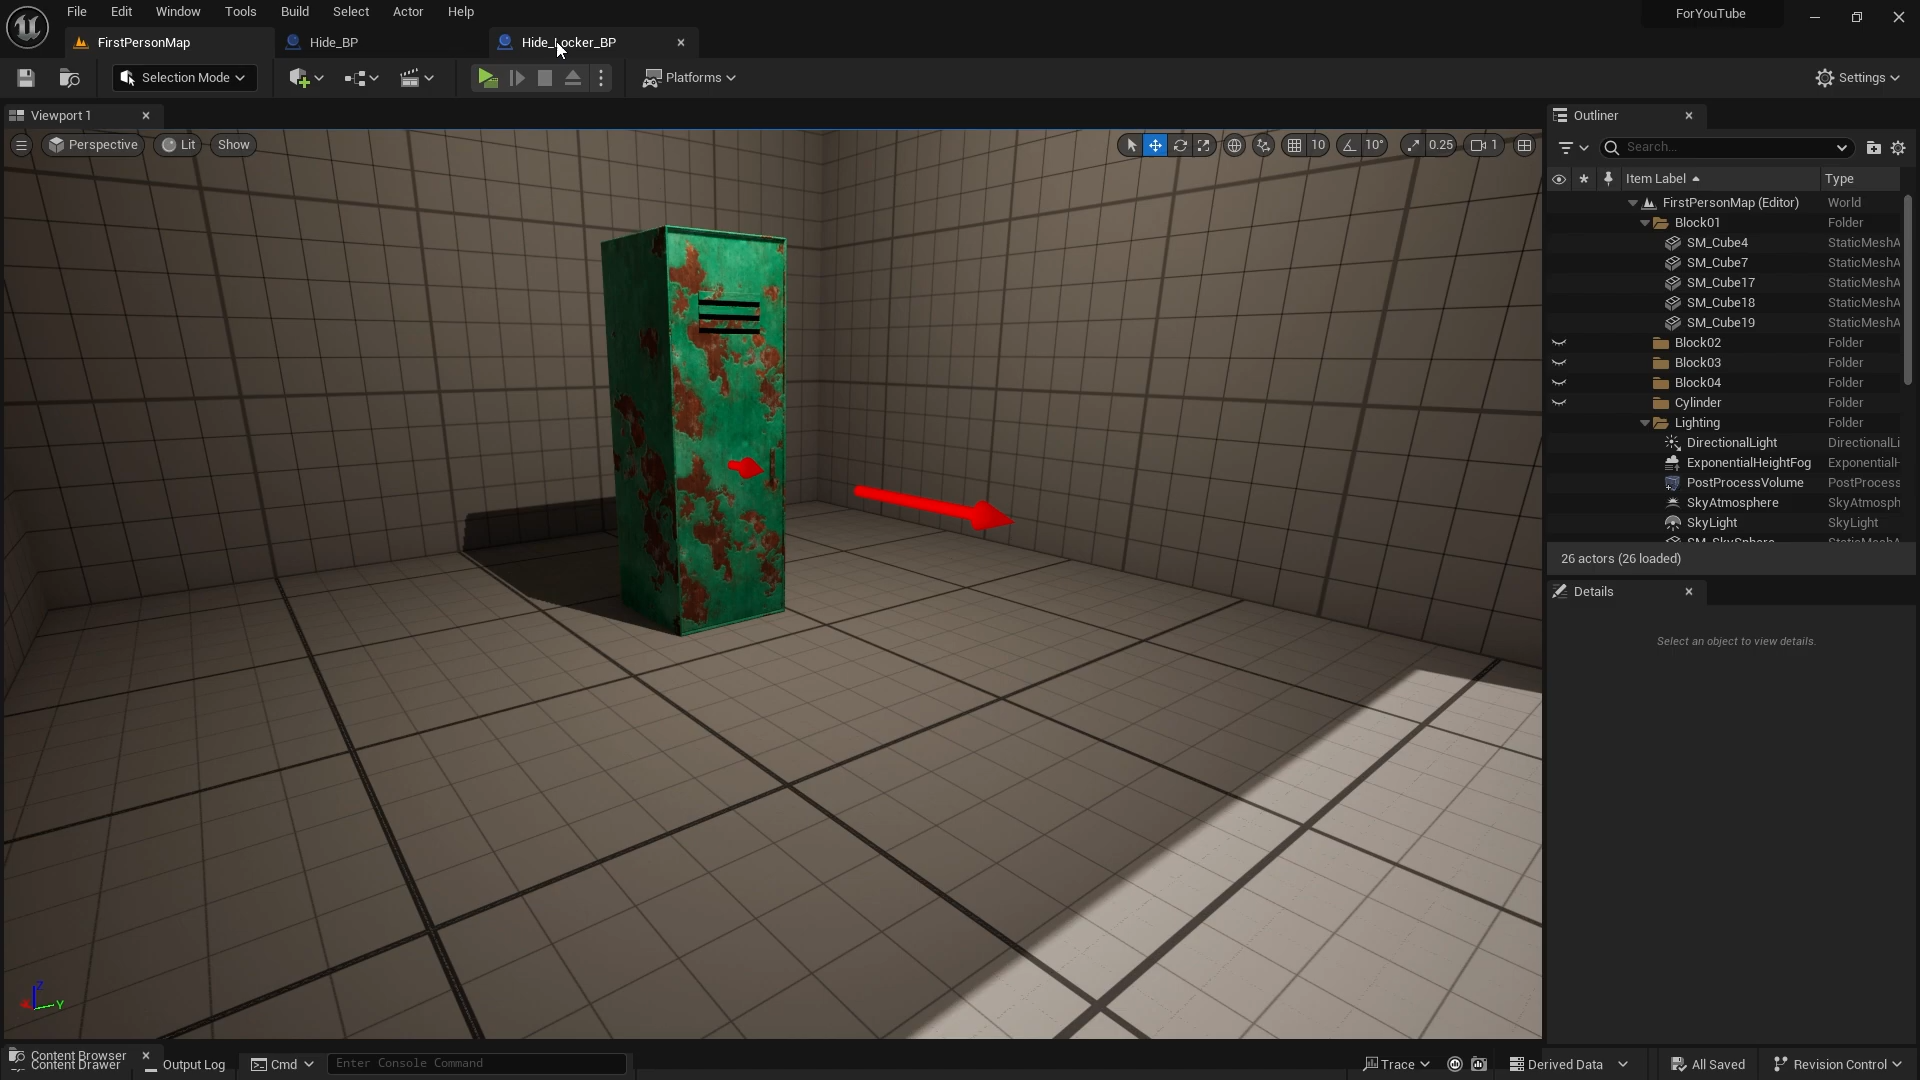 File Edit Window Tools Build Select Actor Help
ForYouTube
FirstPersonMap Hide_BP Hide_Locker_BP
Selection Mode Platforms Settings
Viewport 1
Outliner
Perspective Lit Show 10 10° 0.25 1
Search...
Item Label Type
FirstPersonMap (Editor) World
Block01 Folder
SM_Cube4 StaticMeshA
SM_Cube7 StaticMeshA
SM_Cube17 StaticMeshA
SM_Cube18 StaticMeshA
SM_Cube19 StaticMeshA
Block02 Folder
Block03 Folder
Block04 Folder
Cylinder Folder
Lighting Folder
DirectionalLight DirectionalLi
ExponentialHeightFog ExponentialH
PostProcessVolume PostProcess
SkyAtmosphere SkyAtmosph
SkyLight SkyLight
SM_SkySphere StaticMeshA
26 actors (26 loaded)
Details
Select an object to view details.
Z
Y
Content Browser
Content Drawer Output Log Cmd Enter Console Command Trace Derived Data All Saved Revision Control